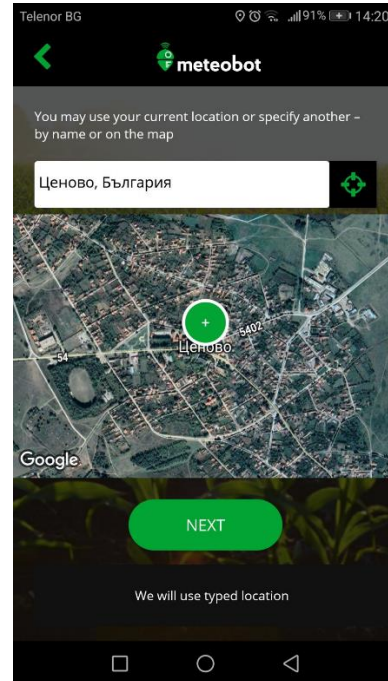 Telenor BG 91% 14:20
°F
meteobot
You may use your current location or specify another –
by name or on the map
Ценово, България
5402
Ценово
54
Google
NEXT
We will use typed location